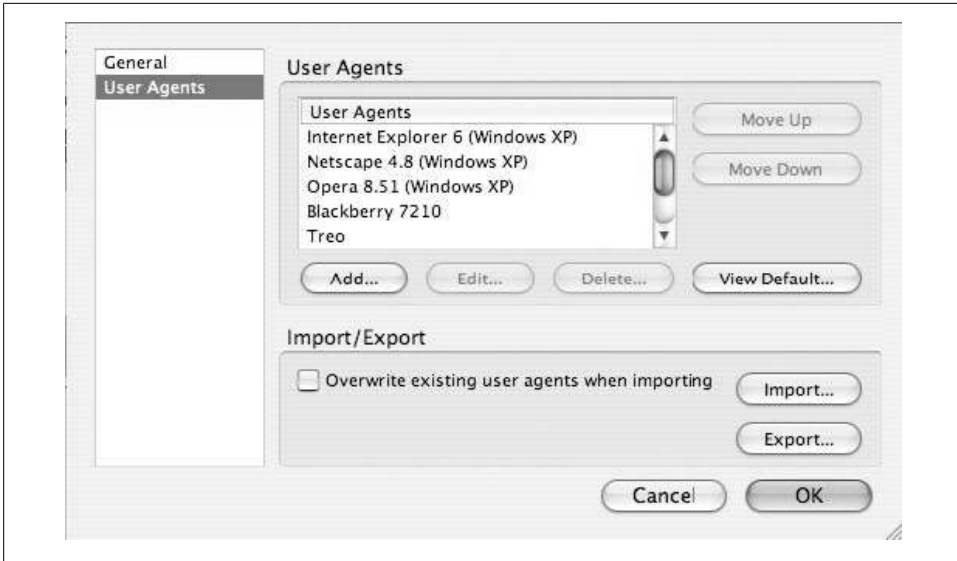 General
User Agents
User Agents
User Agents
Internet Explorer 6 (Windows XP)
Netscape 4.8 (Windows XP)
Opera 8.51 (Windows XP)
Blackberry 7210
Treo
Move Up
Move Down
Add...
Edit...
Delete...
View Default...
Import/Export
Overwrite existing user agents when importing
Import...
Export...
Cancel
OK